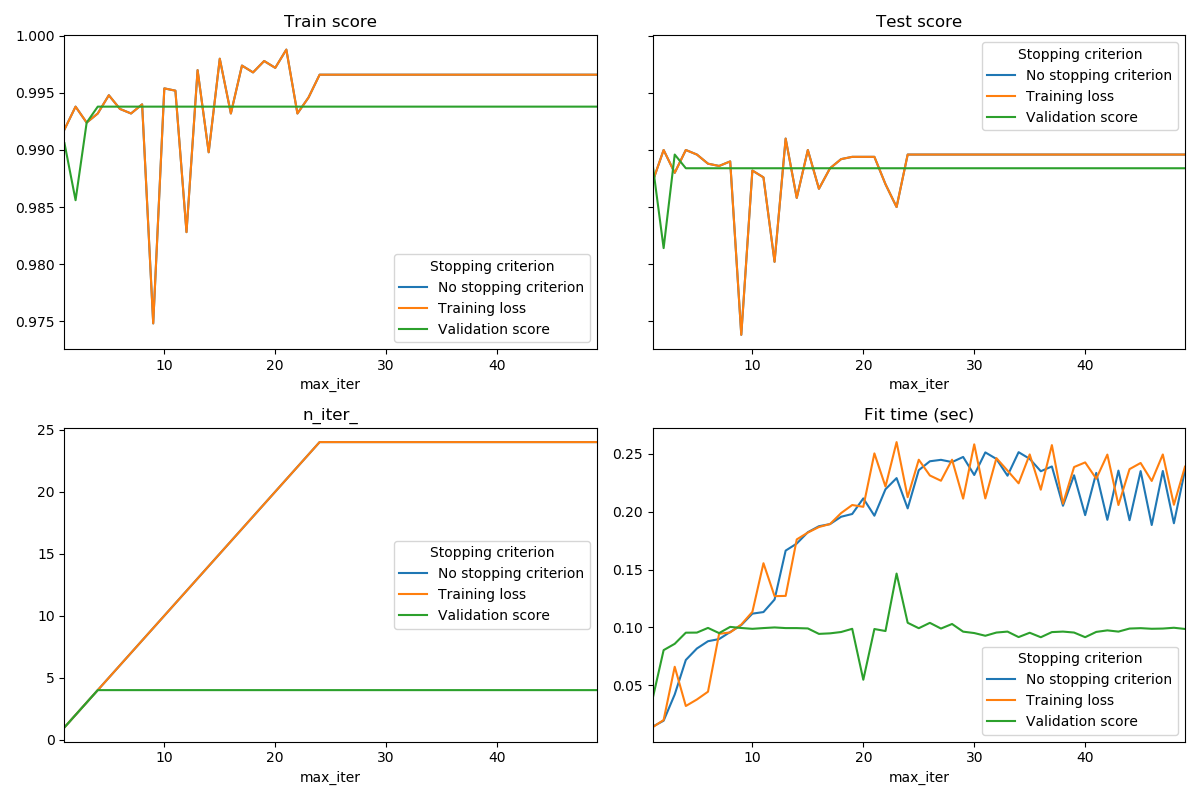 Train score
1.000
0.995
0.990
0.985
0.980
0.975
10
20
30
40
max_iter
Stopping criterion
No stopping criterion
Training loss
Validation score
Test score
10
20
30
40
max_iter
Stopping criterion
No stopping criterion
Training loss
Validation score
n_iter_
25
20
15
10
5
0
10
20
30
40
max_iter
Stopping criterion
No stopping criterion
Training loss
Validation score
Fit time (sec)
0.25
0.20
0.15
0.10
0.05
10
20
30
40
max_iter
Stopping criterion
No stopping criterion
Training loss
Validation score